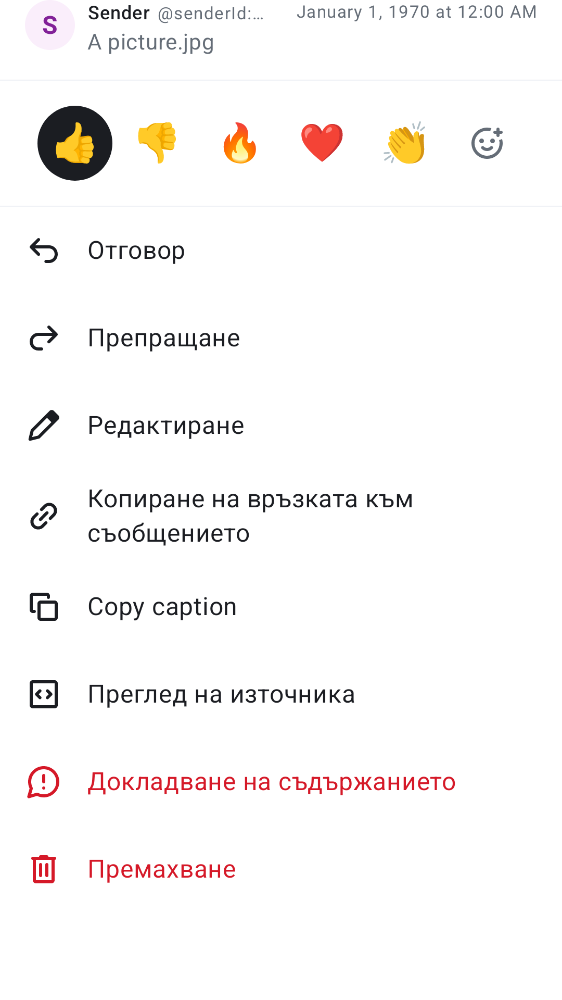 S
Sender @senderId:… January 1, 1970 at 12:00 AM
A picture.jpg
Отговор
Препращане
Редактиране
Копиране на връзката към
съобщението
Copy caption
Преглед на източника
Докладване на съдържанието
Премахване